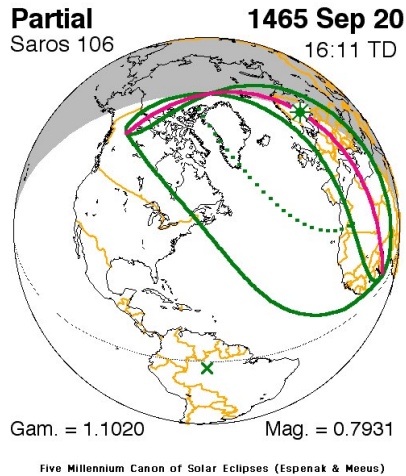 Partial 1465 Sep 20
Saros 106 16:11 TD
Gam. = 1.1020 Mag. = 0.7931
Five Millennium Canon of Solar Eclipses (Espenak & Meeus)